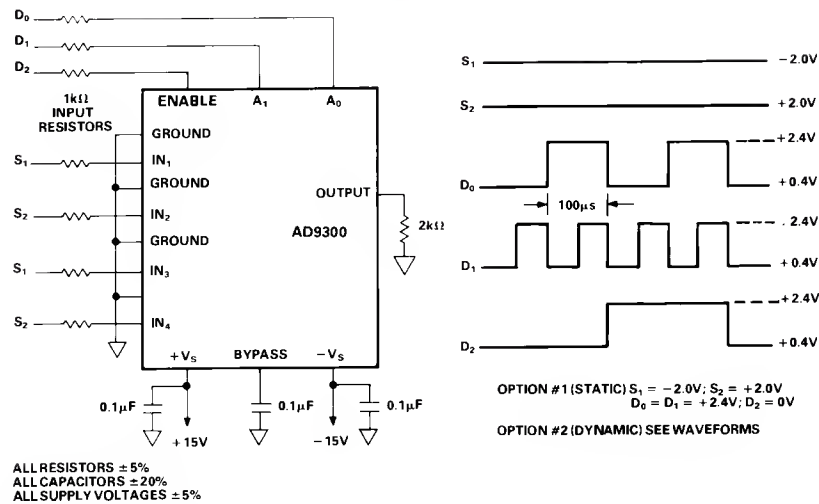 D₀
D₁
D₂
1kΩ
INPUT
RESISTORS
ENABLE A₁ A₀
GROUND
S₁ IN₁
GROUND
S₂ IN₂
GROUND
S₁ IN₃
S₂ IN₄
OUTPUT
AD9300
2kΩ
+Vₛ BYPASS −Vₛ
0.1μF 0.1μF 0.1μF
+15V −15V
ALL RESISTORS ±5%
ALL CAPACITORS ±20%
ALL SUPPLY VOLTAGES ±5%
S₁ −2.0V
S₂ +2.0V
+2.4V
D₀ +0.4V
100μs
.2.4V
D₁ +0.4V
+2.4V
D₂ +0.4V
OPTION #1 (STATIC) S₁ = −2.0V; S₂ = +2.0V
D₀ = D₁ = +2.4V; D₂ = 0V
OPTION #2 (DYNAMIC) SEE WAVEFORMS